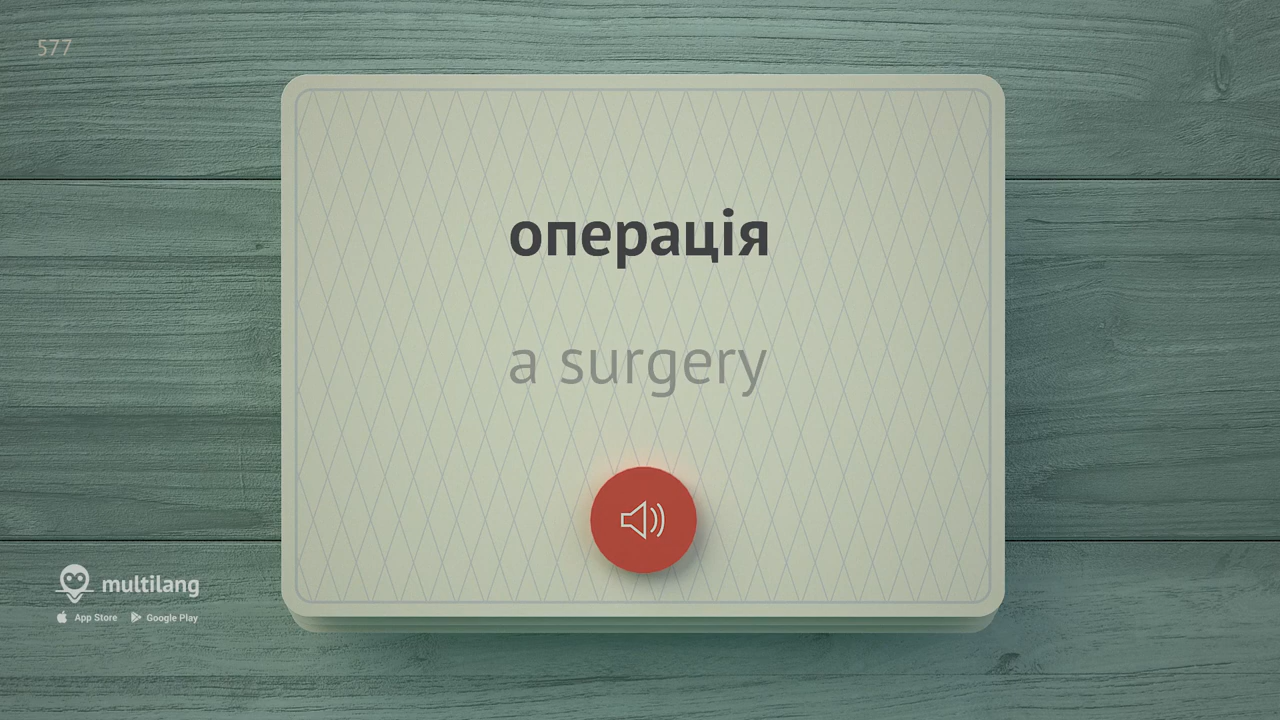 577
операція
a surgery
multilang
App Store
Google Play